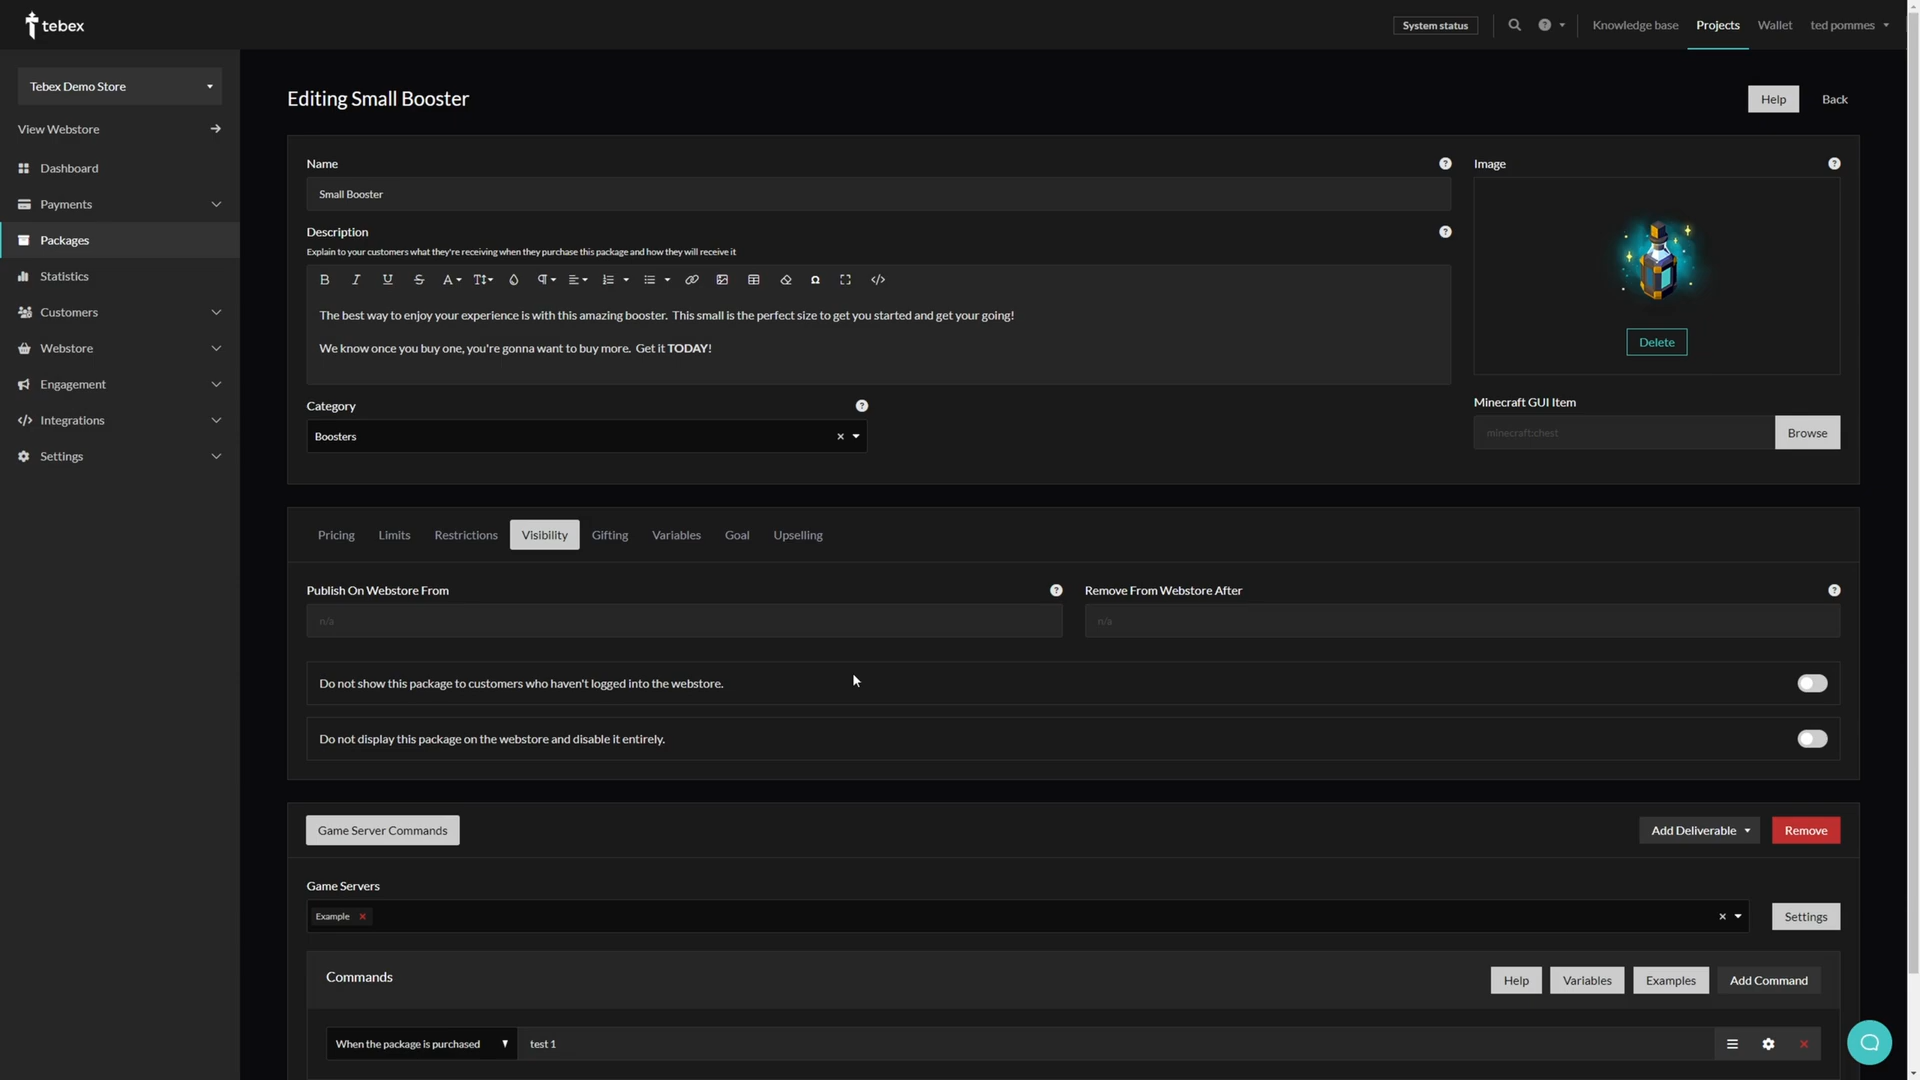 tebex
System status
Knowledge base
Projects
Wallet
ted pommes
Tebex Demo Store
View Webstore
Dashboard
Payments
Packages
Statistics
Customers
Webstore
Engagement
Integrations
Settings
Editing Small Booster
Help
Back
Name
Small Booster
Description
Explain to your customers what they're receiving when they purchase this package and how they will receive it
The best way to enjoy your experience is with this amazing booster. This small is the perfect size to get you started and get your going!
We know once you buy one, you're gonna want to buy more. Get it TODAY!
Category
Boosters
Image
Delete
Minecraft GUI Item
minecraft:chest
Browse
Pricing
Limits
Restrictions
Visibility
Gifting
Variables
Goal
Upselling
Publish On Webstore From
n/a
Remove From Webstore After
n/a
Do not show this package to customers who haven't logged into the webstore.
Do not display this package on the webstore and disable it entirely.
Game Server Commands
Add Deliverable
Remove
Game Servers
Example
Settings
Commands
Help
Variables
Examples
Add Command
When the package is purchased
test 1